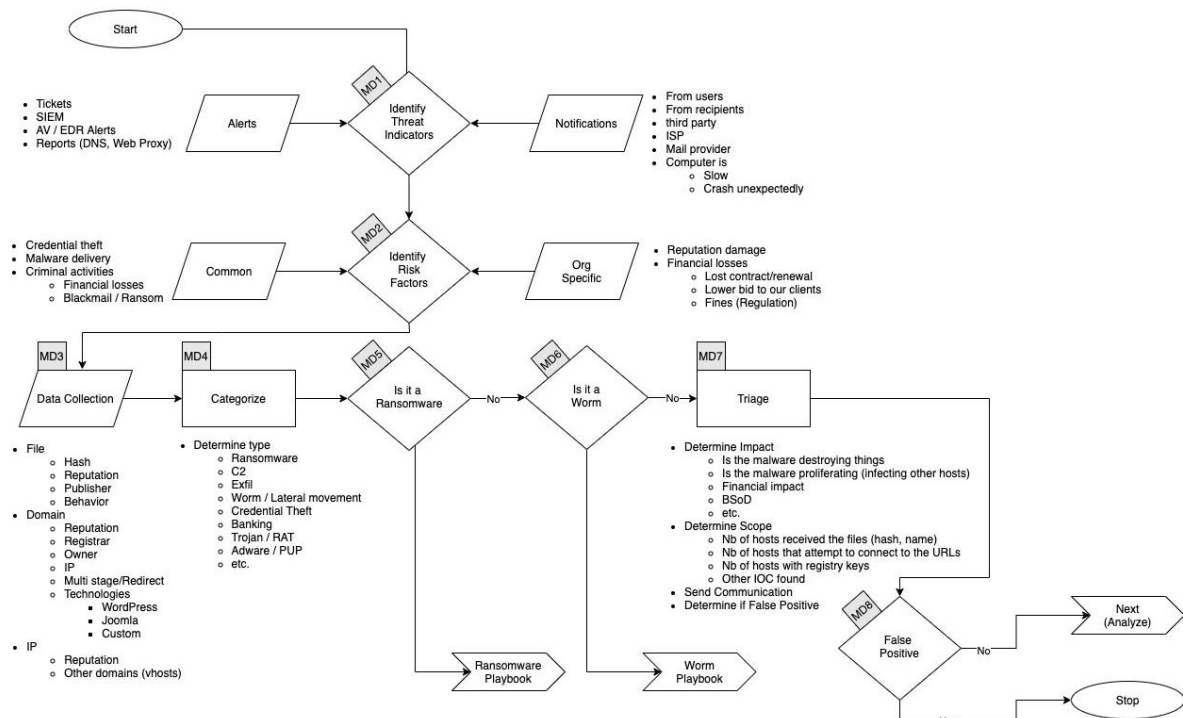 Start
MD1
Identify
Threat
Indicators
• Tickets
• SIEM
• AV / EDR Alerts
• Reports (DNS, Web Proxy)
Alerts
Notifications
• From users
• From recipients
• third party
• ISP
• Mail provider
• Computer is
○ Slow
○ Crash unexpectedly
MD2
Identify
Risk
Factors
• Credential theft
• Malware delivery
• Criminal activities
○ Financial losses
○ Blackmail / Ransom
Common
Org
Specific
• Reputation damage
• Financial losses
○ Lost contract/renewal
○ Lower bid to our clients
○ Fines (Regulation)
MD3
Data Collection
MD4
Categorize
MD5
Is it a
Ransomware
No
MD6
Is it a
Worm
No
MD7
Triage
• File
○ Hash
○ Reputation
○ Publisher
○ Behavior
• Domain
○ Reputation
○ Registrar
○ Owner
○ IP
○ Multi stage/Redirect
○ Technologies
▪ WordPress
▪ Joomla
▪ Custom
• IP
○ Reputation
○ Other domains (vhosts)
• Determine type
○ Ransomware
○ C2
○ Exfil
○ Worm / Lateral movement
○ Credential Theft
○ Banking
○ Trojan / RAT
○ Adware / PUP
○ etc.
• Determine Impact
○ Is the malware destroying things
○ Is the malware proliferating (infecting other hosts)
○ Financial impact
○ BSoD
○ etc.
• Determine Scope
○ Nb of hosts received the files (hash, name)
○ Nb of hosts that attempt to connect to the URLs
○ Nb of hosts with registry keys
○ Other IOC found
• Send Communication
• Determine if False Positive
Ransomware
Playbook
Worm
Playbook
MD8
False
Positive
No
Next
(Analyze)
Stop